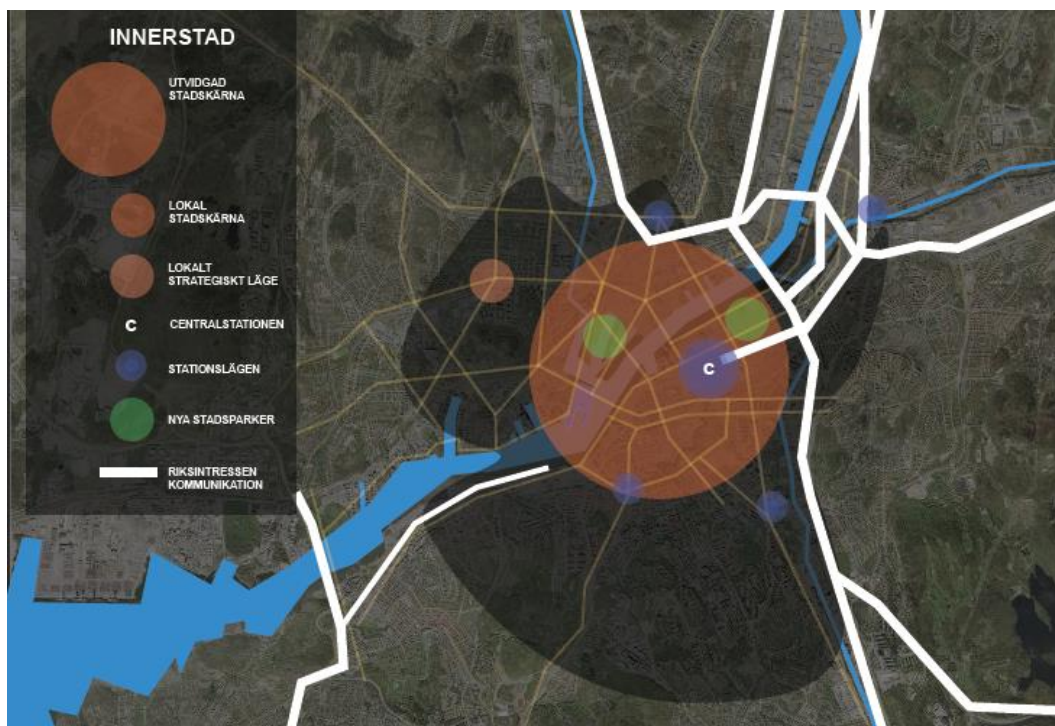 INNERSTAD
UTVIDGAD
STADSKÄRNA
LOKAL
STADSKÄRNA
LOKALT
STRATEGISKT LÄGE
C CENTRALSTATIONEN
STATIONSLÄGEN
NYA STADSPARKER
RIKSINTRESSEN
KOMMUNIKATION
C